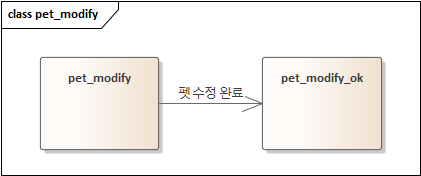 class pet_modify
pet_modify
펫 수정 완료
pet_modify_ok